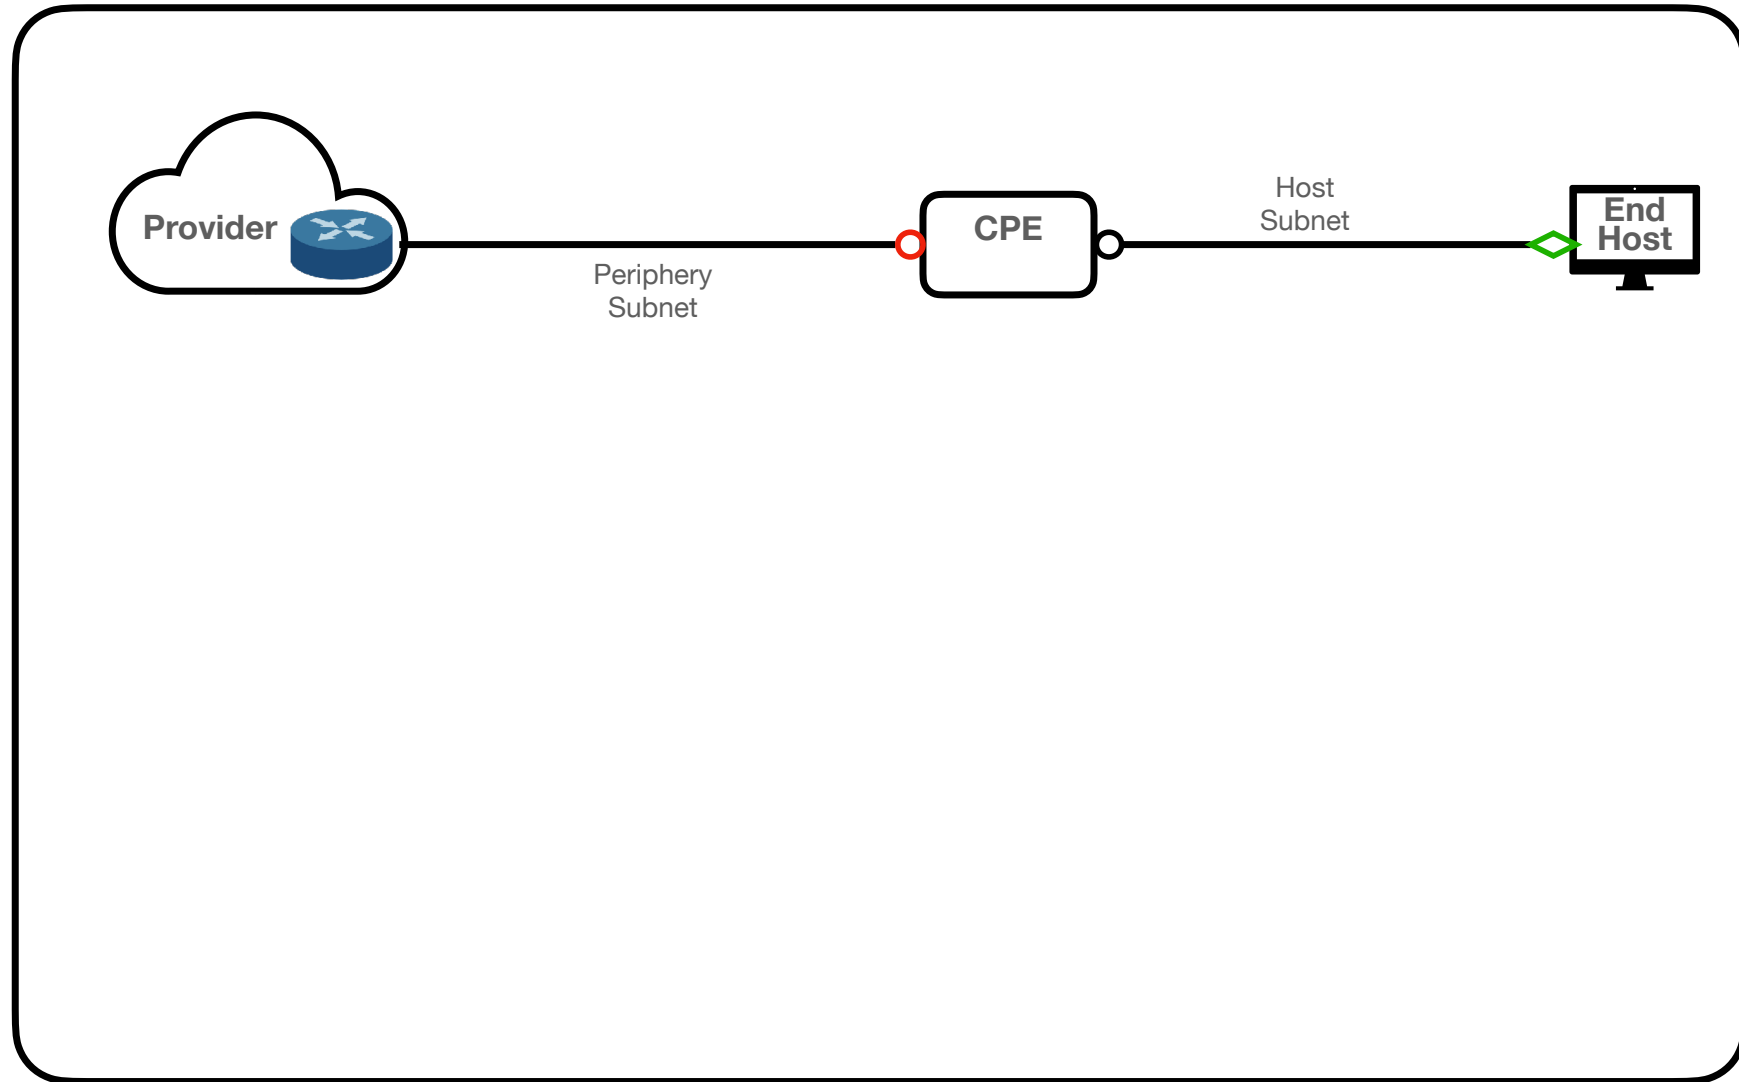 Provider
Periphery
Subnet
CPE
Host
Subnet
End
Host